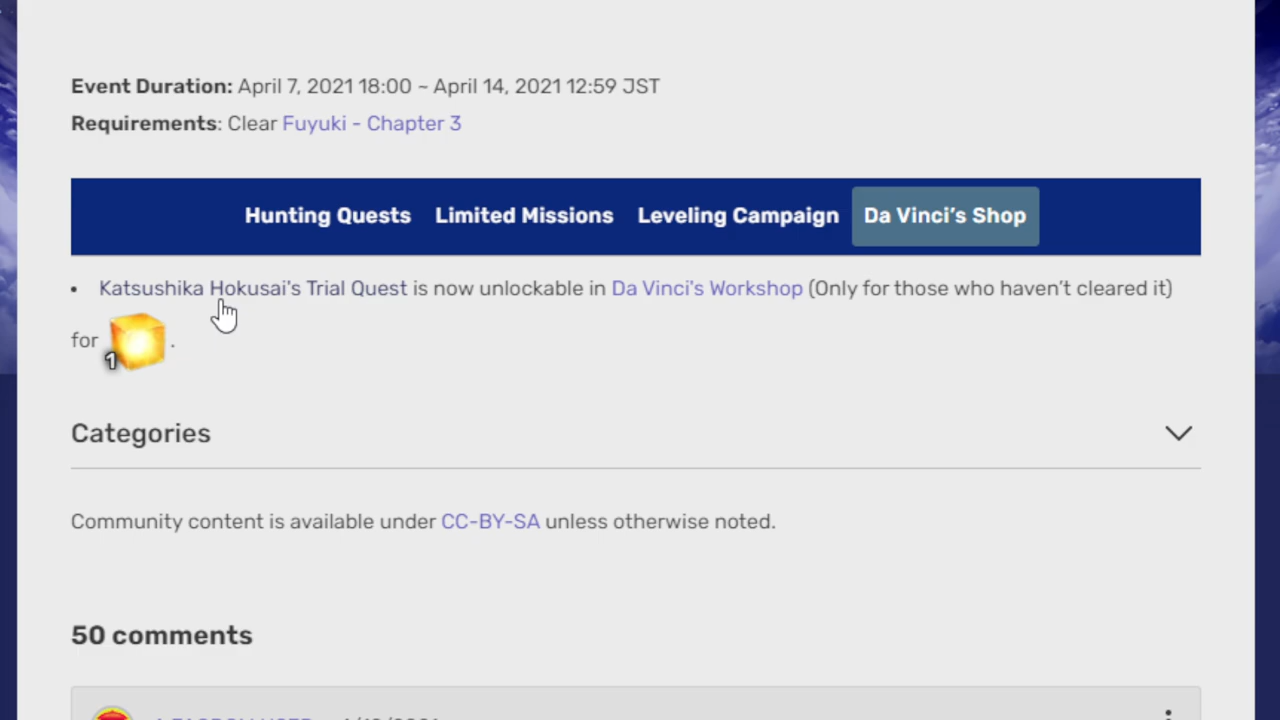 Event Duration: April 7, 2021 18:00 ~ April 14, 2021 12:59 JST
Requirements: Clear Fuyuki - Chapter 3
Hunting Quests Limited Missions Leveling Campaign Da Vinci's Shop
• Katsushika Hokusai's Trial Quest is now unlockable in Da Vinci's Workshop (Only for those who haven't cleared it)
for 1 .
Categories
Community content is available under CC-BY-SA unless otherwise noted.
50 comments